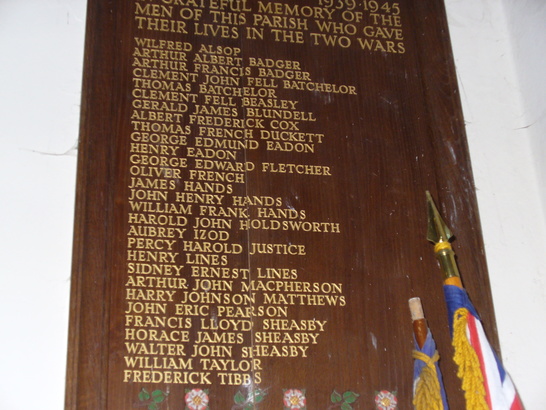 GRATEFUL MEMORY OF THE 1939·1945
MEN OF THIS PARISH WHO GAVE
THEIR LIVES IN THE TWO WARS
WILFRED ALSOP
ARTHUR ALBERT BADGER
ARTHUR FRANCIS BADGER
CLEMENT JOHN FELL BATCHELOR
THOMAS BATCHELOR
CLEMENT FELL BEASLEY
GERALD JAMES BLUNDELL
ALBERT FREDERICK COX
THOMAS FRENCH DUCKETT
GEORGE EDMUND EADON
HENRY EADON
GEORGE EDWARD FLETCHER
OLIVER FRENCH
JAMES HANDS
JOHN HENRY HANDS
WILLIAM FRANK HANDS
HAROLD JOHN HOLDSWORTH
AUBREY IZOD
PERCY HAROLD JUSTICE
HENRY LINES
SIDNEY ERNEST LINES
ARTHUR JOHN MACPHERSON
HARRY JOHNSON MATTHEWS
JOHN ERIC PEARSON
FRANCIS LLOYD SHEASBY
HORACE JAMES SHEASBY
WALTER JOHN SHEASBY
WILLIAM TAYLOR
FREDERICK TIBBS